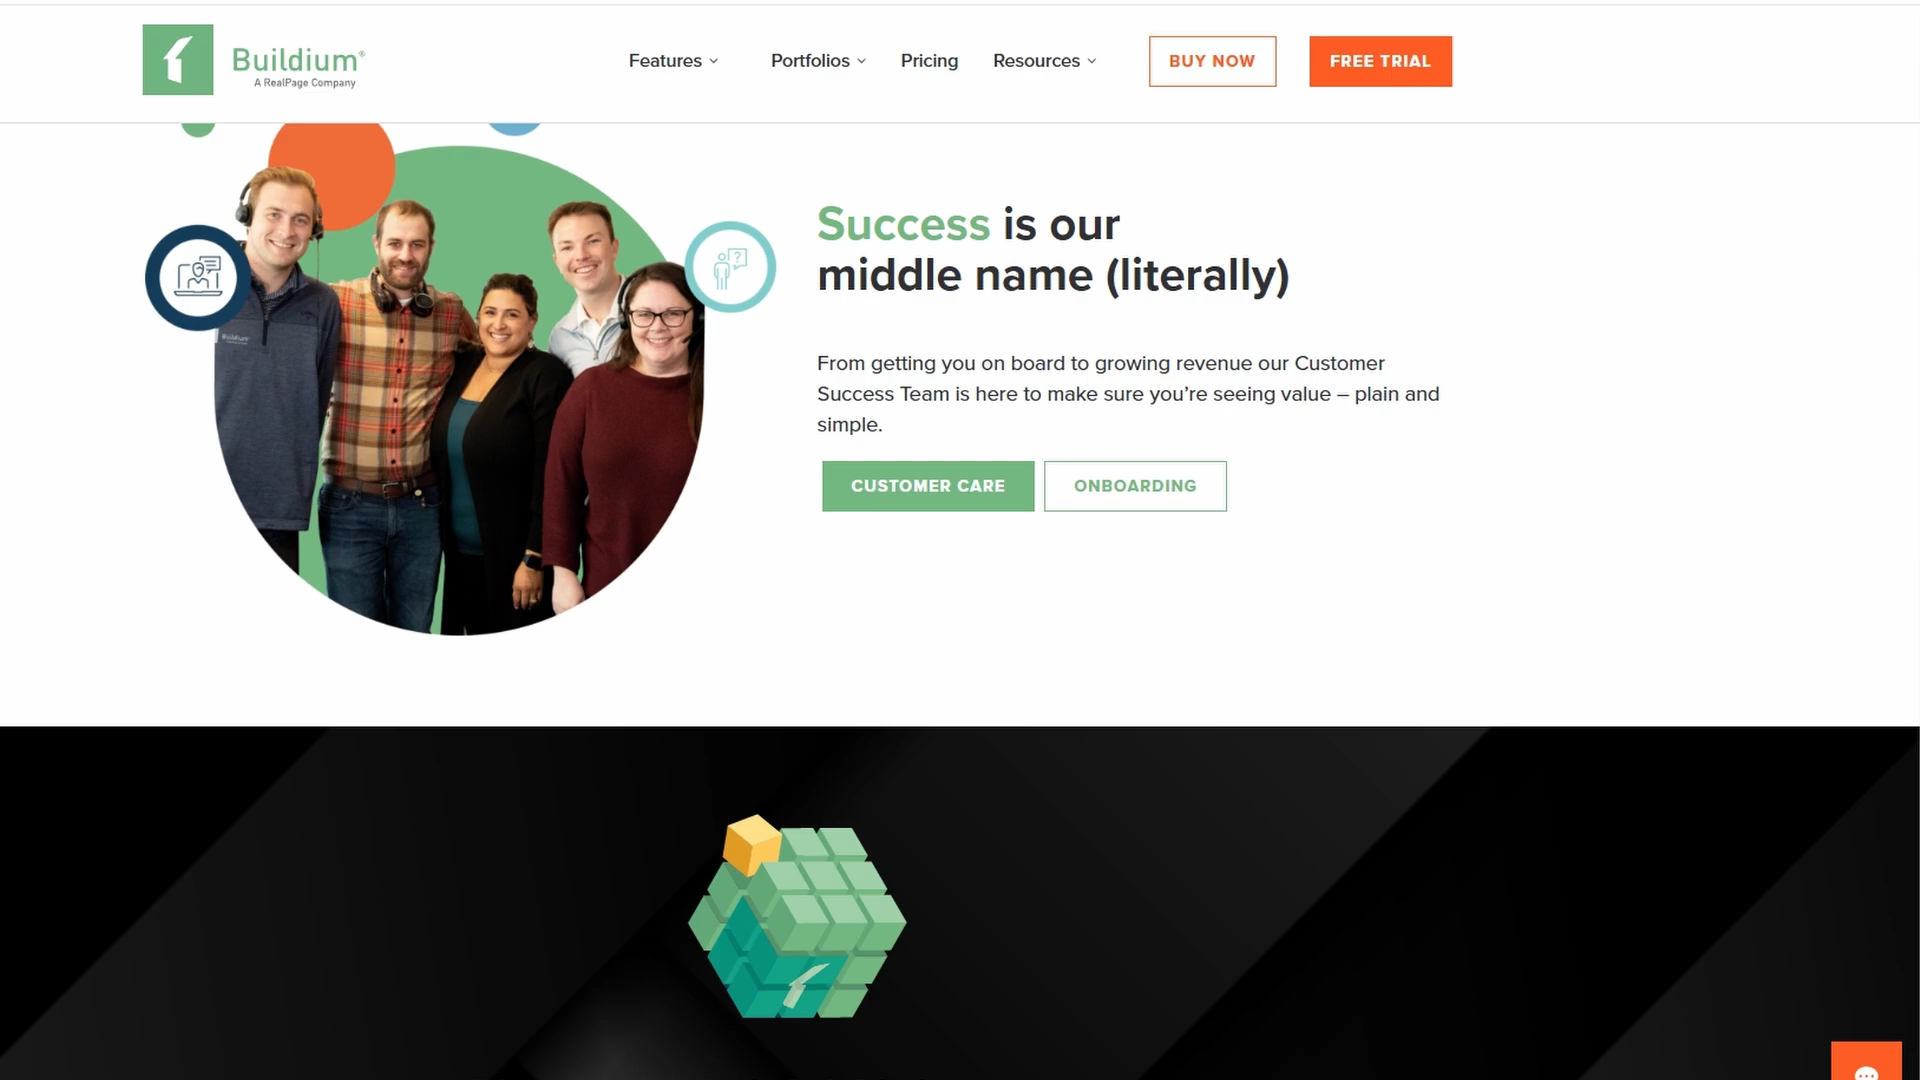 Buildium®
A RealPage Company
Features
Portfolios
Pricing
Resources
BUY NOW
FREE TRIAL
Success is our
middle name (literally)
From getting you on board to growing revenue our Customer
Success Team is here to make sure you’re seeing value – plain and
simple.
CUSTOMER CARE
ONBOARDING
Buildium